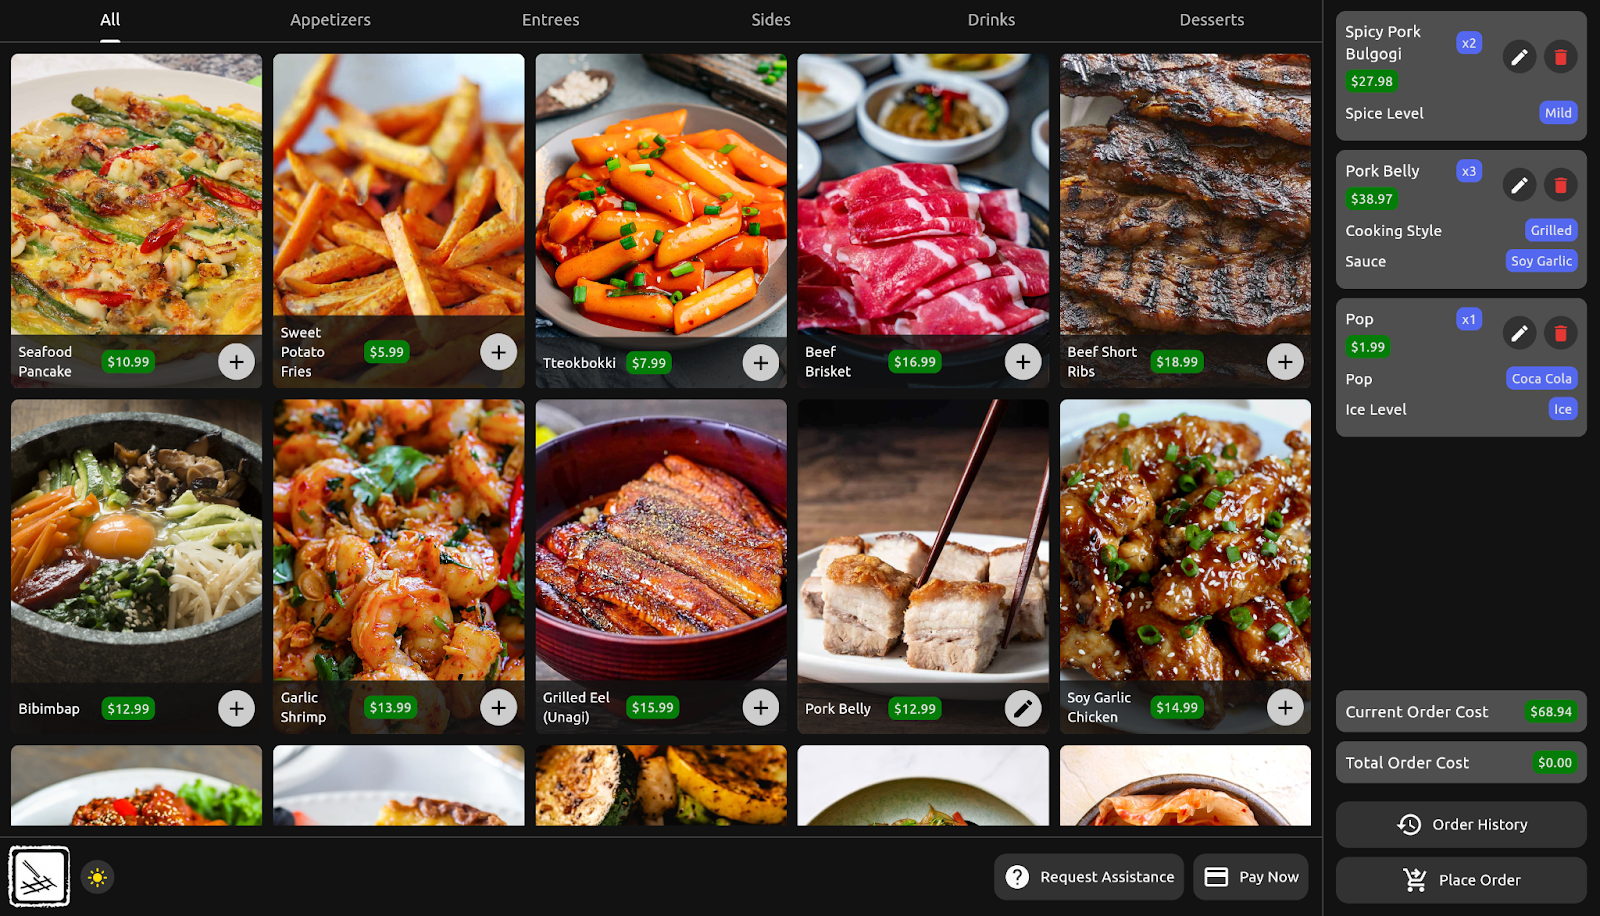 All
Appetizers
Entrees
Sides
Drinks
Desserts
Seafood
Pancake
$10.99
Sweet
Potato
Fries
$5.99
Tteokbokki
$7.99
Beef
Brisket
$16.99
Beef Short
Ribs
$18.99
Bibimbap
$12.99
Garlic
Shrimp
$13.99
Grilled Eel
(Unagi)
$15.99
Pork Belly
$12.99
Soy Garlic
Chicken
$14.99
Request Assistance
Pay Now
Spicy Pork
Bulgogi
x2
$27.98
Spice Level
Mild
Pork Belly
x3
$38.97
Cooking Style
Grilled
Sauce
Soy Garlic
Pop
x1
$1.99
Pop
Coca Cola
Ice Level
Ice
Current Order Cost
$68.94
Total Order Cost
$0.00
Order History
Place Order